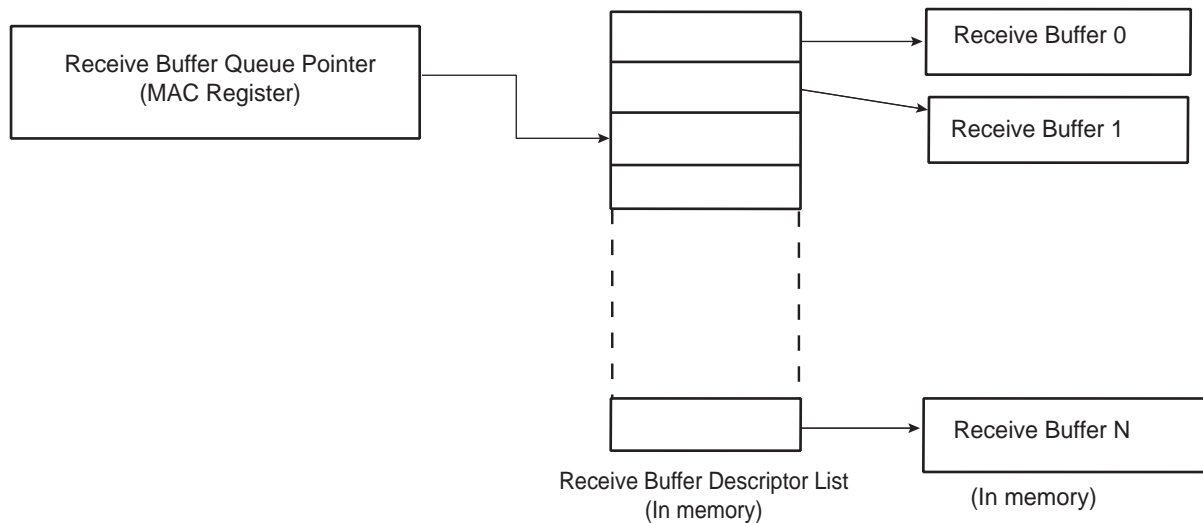 Receive Buffer Queue Pointer
(MAC Register)
Receive Buffer 0
Receive Buffer 1
Receive Buffer N
Receive Buffer Descriptor List
(In memory)
(In memory)